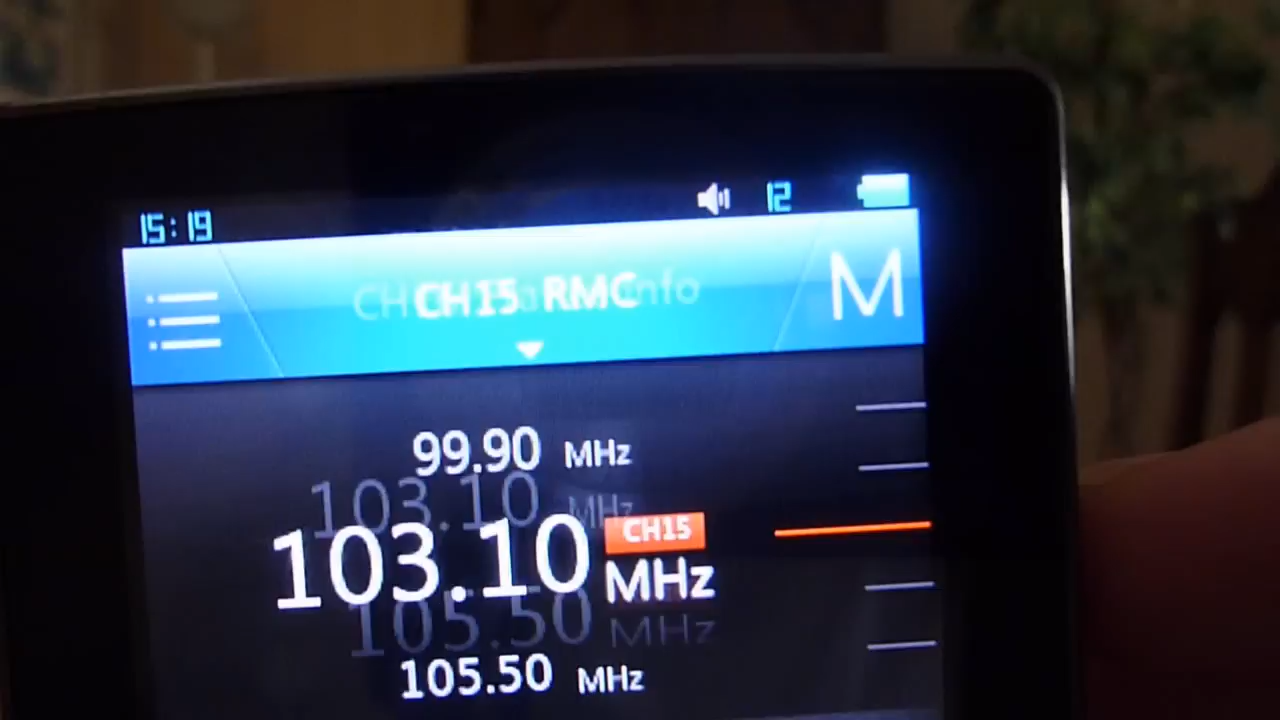 15:19 12
CH15 RMC
M
99.90 MHz
103.10 MHz
103.10 CH15
MHz
105.50 MHz
105.50 MHz